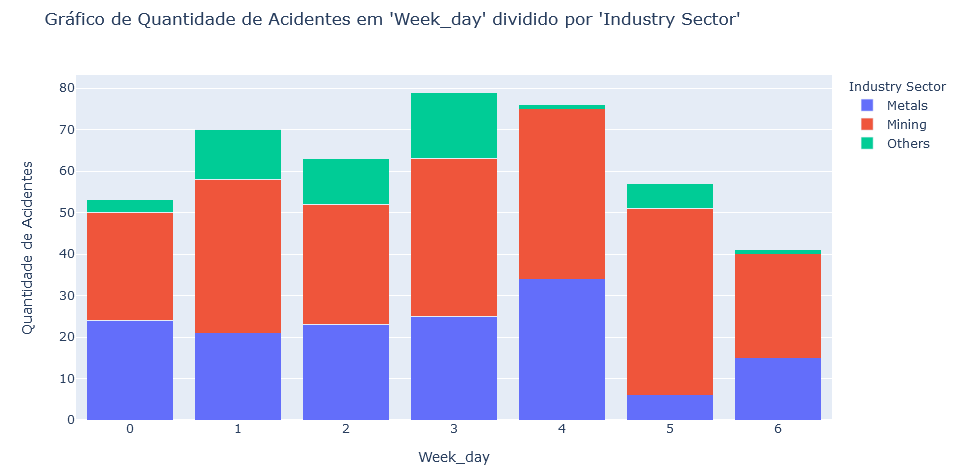 Gráfico de Quantidade de Acidentes em 'Week_day' dividido por 'Industry Sector'
Industry Sector
Metals
Mining
Others
Quantidade de Acidentes
80
70
60
50
40
30
20
10
0
0 1 2 3 4 5 6
Week_day